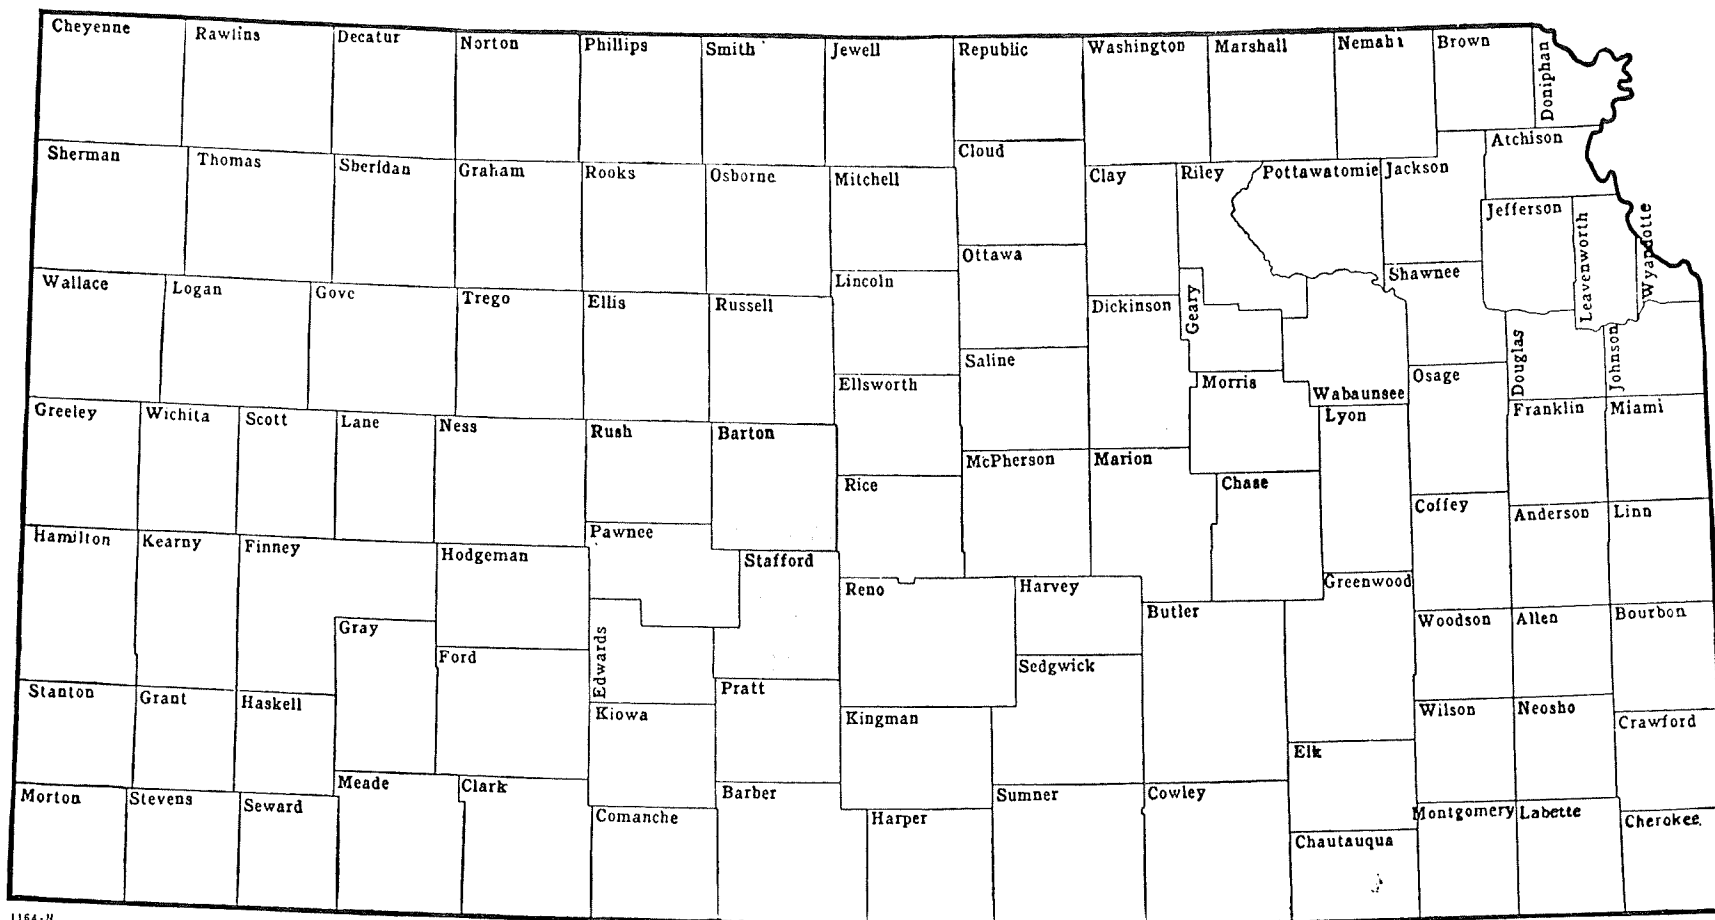 Cheyenne
Rawlins
Decatur
Norton
Phillips
Smith
Jewell
Republic
Washington
Marshall
Nemaha
Brown
Doniphan
Sherman
Thomas
Sheridan
Graham
Rooks
Osborne
Mitchell
Cloud
Clay
Riley
Pottawatomie
Jackson
Atchison
Jefferson
Leavenworth
Wyandotte
Wallace
Logan
Gove
Trego
Ellis
Russell
Lincoln
Ottawa
Dickinson
Geary
Shawnee
Douglas
Johnson
Greeley
Wichita
Scott
Lane
Ness
Rush
Barton
Ellsworth
Saline
Morris
Wabaunsee
Osage
Franklin
Miami
Lyon
Rice
McPherson
Marion
Chase
Coffey
Anderson
Linn
Hamilton
Kearny
Finney
Hodgeman
Pawnee
Stafford
Reno
Harvey
Butler
Greenwood
Woodson
Allen
Bourbon
Gray
Ford
Edwards
Sedgwick
Stanton
Grant
Haskell
Kiowa
Pratt
Kingman
Elk
Wilson
Neosho
Crawford
Morton
Stevens
Seward
Meade
Clark
Comanche
Barber
Harper
Sumner
Cowley
Chautauqua
Montgomery
Labette
Cherokee
1164-N